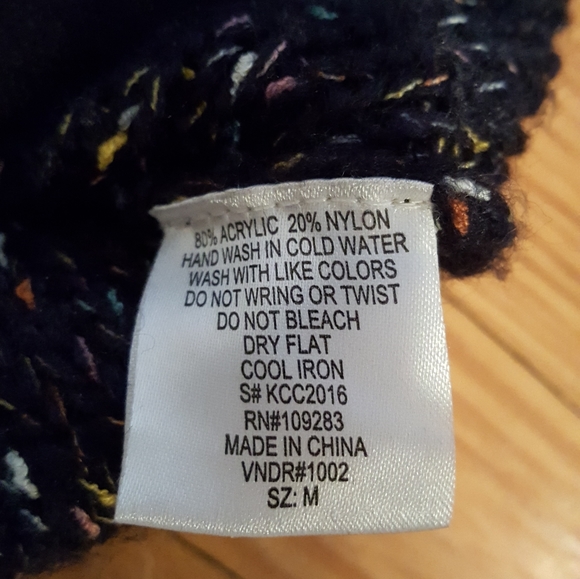 80% ACRYLIC 20% NYLON
HAND WASH IN COLD WATER
WASH WITH LIKE COLORS
DO NOT WRING OR TWIST
DO NOT BLEACH
DRY FLAT
COOL IRON
S# KCC2016
RN#109283
MADE IN CHINA
VNDR#1002
SZ: M